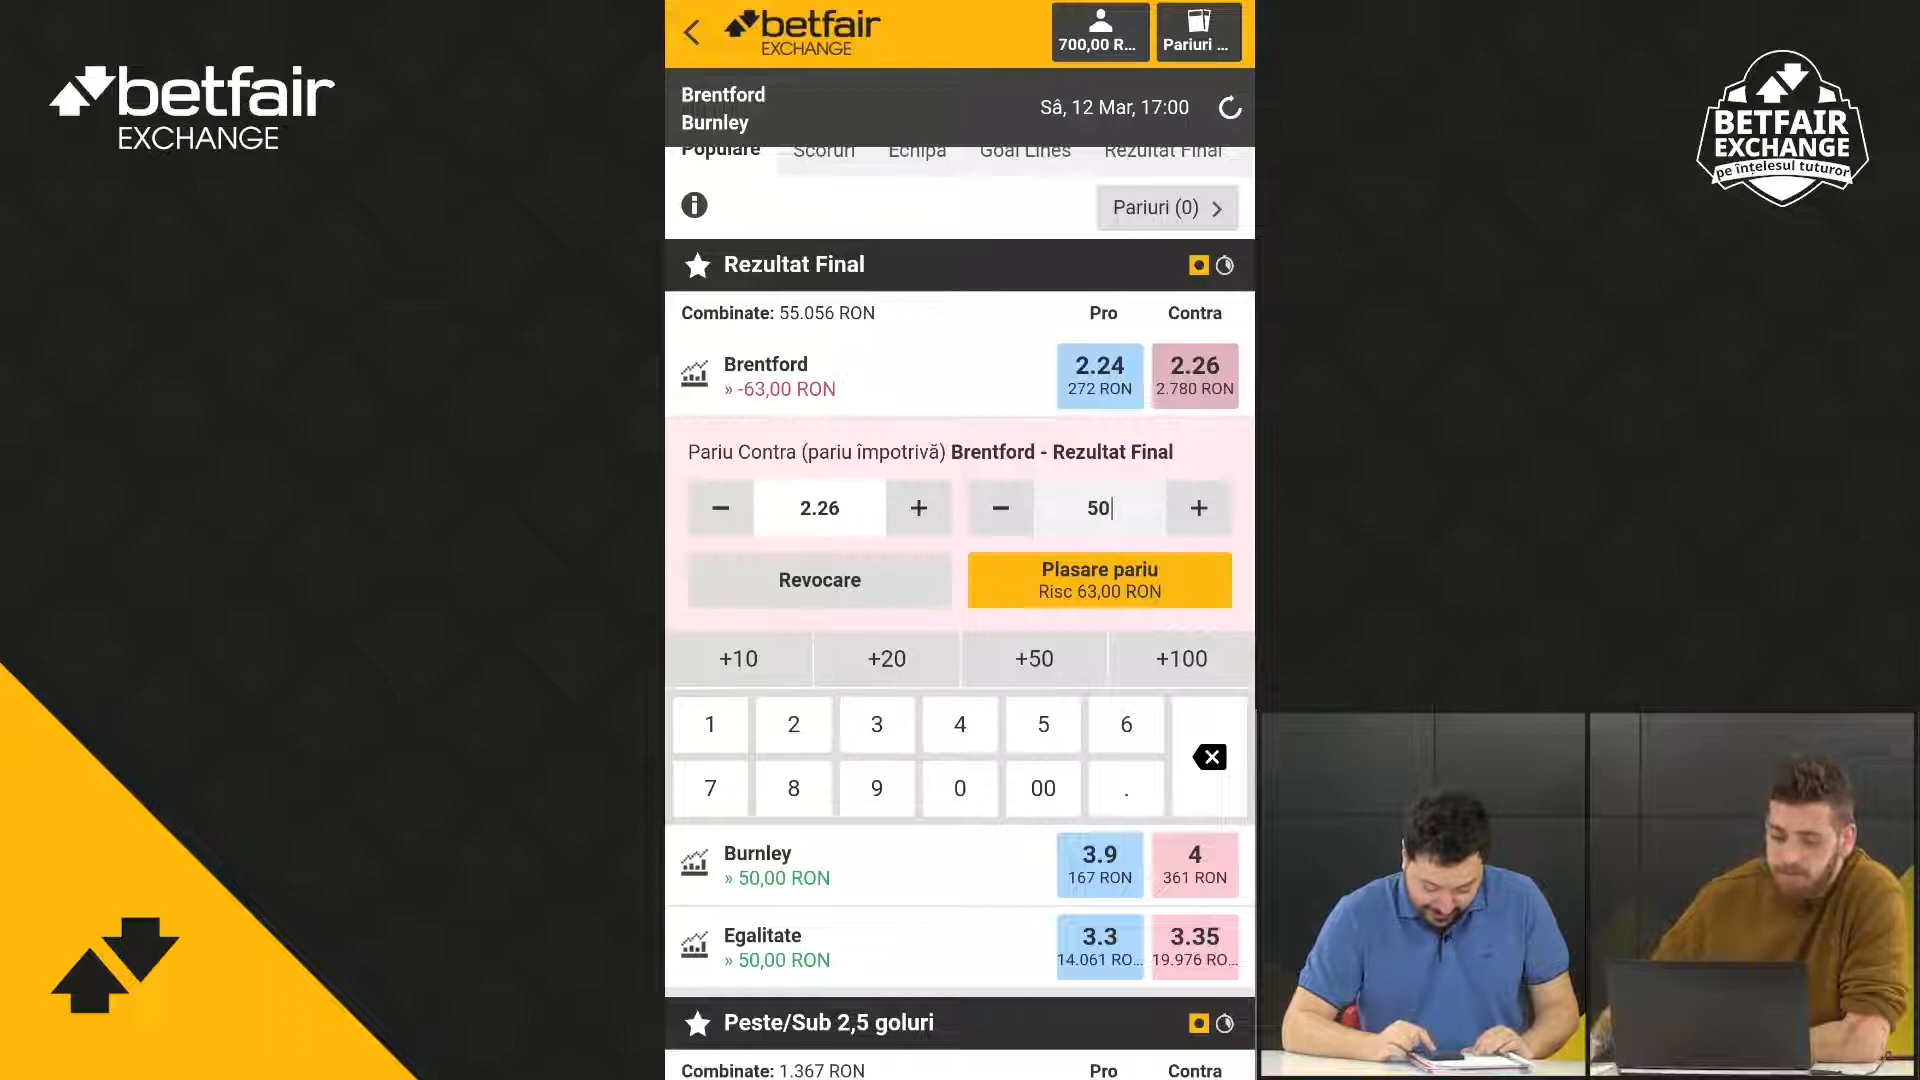 betfair
EXCHANGE
betfair
EXCHANGE
700,00 R...
Pariuri ...
BETFAIR
EXCHANGE
pe înțelesul tuturor
Brentford
Burnley
Sâ, 12 Mar, 17:00
Populare
Scoruri
Echipa
Goal Lines
Rezultat Final
Pariuri (0)
Rezultat Final
Combinate: 55.056 RON
Pro
Contra
Brentford
» -63,00 RON
2.24
272 RON
2.26
2.780 RON
Pariu Contra (pariu împotrivă) Brentford - Rezultat Final
− 2.26 +
− 50 +
Revocare
Plasare pariu
Risc 63,00 RON
+10 +20 +50 +100
1 2 3 4 5 6
7 8 9 0 00 .
Burnley
» 50,00 RON
3.9
167 RON
4
361 RON
Egalitate
» 50,00 RON
3.3
14.061 RO...
3.35
19.976 RO...
Peste/Sub 2,5 goluri
Combinate: 1.367 RON
Pro
Contra